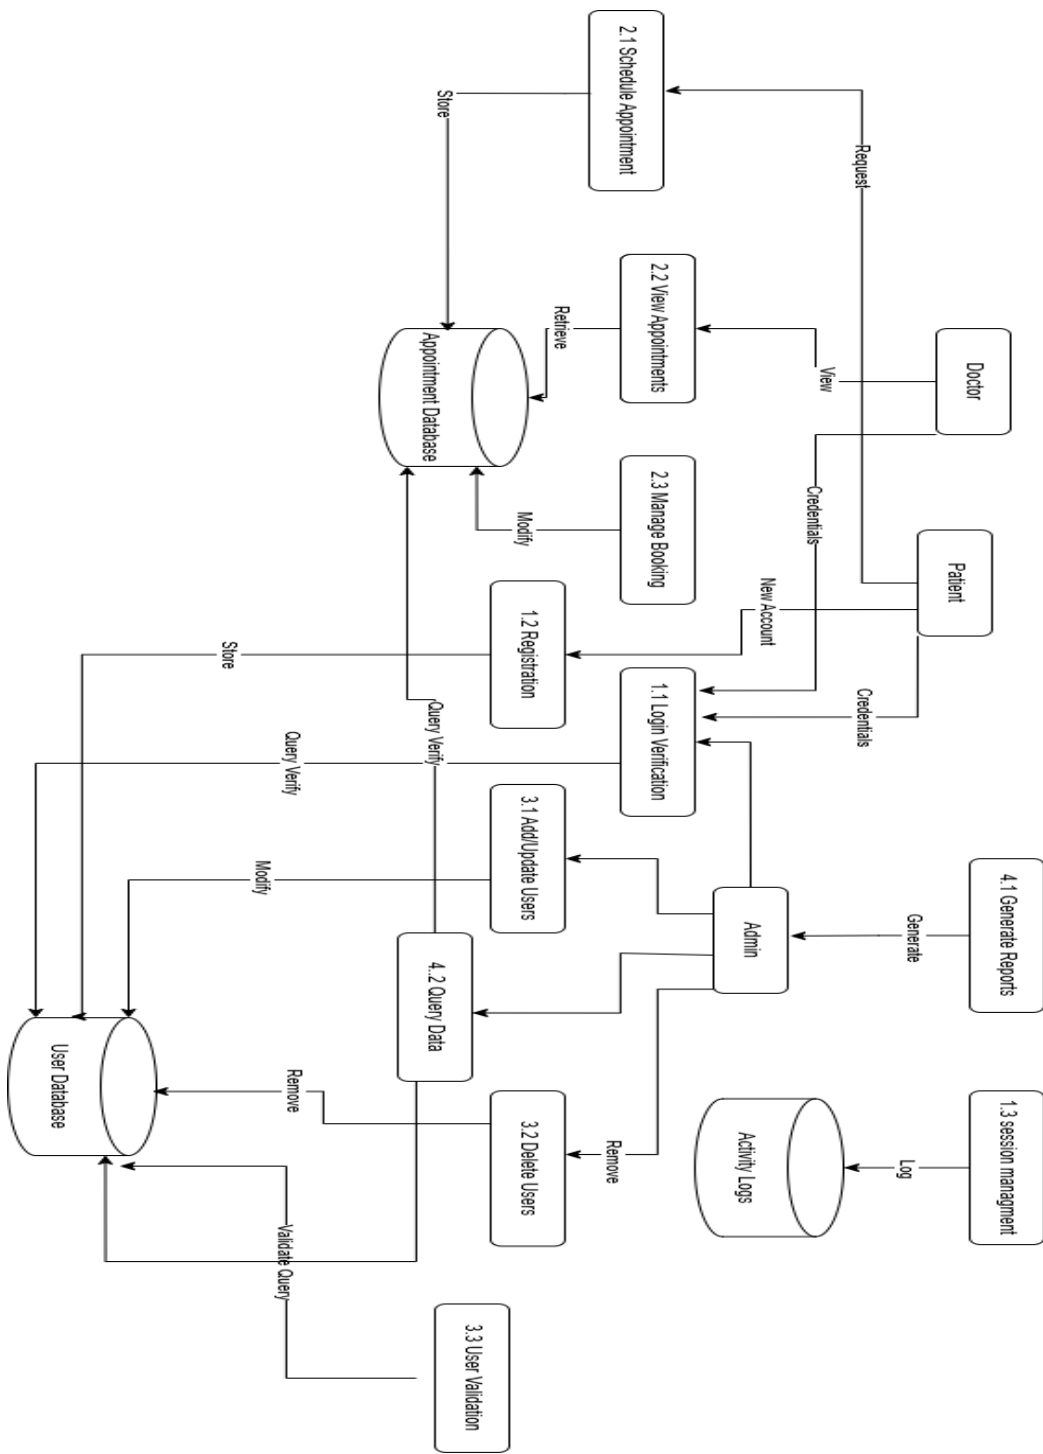 4.1 Generate Reports
1.3 session managment
Doctor
Patient
Generate
Log
Request
View
Credentials
New Account
Credentials
Admin
Activity Logs
2.1 Schedule Appointment
2.2 View Appointments
2.3 Manage Booking
1.1 Login Verification
Remove
Retrieve
Modify
1.2 Registration
3.1 Add/Update Users
3.2 Delete Users
Store
Appointment Database
Query Verify
4..2 Query Data
3.3 User Validation
Store
Query Verify
Modify
Remove
Validate Query
User Database